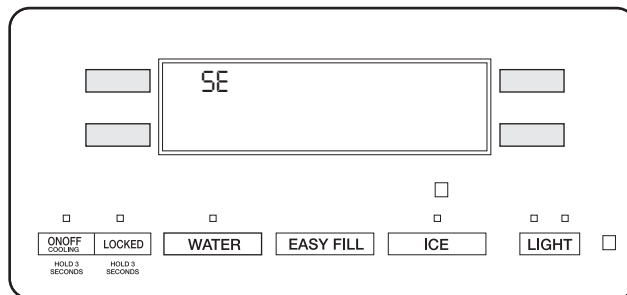 SE
ONOFF LOCKED WATER EASY FILL ICE LIGHT
COOLING
HOLD 3 HOLD 3
SECONDS SECONDS